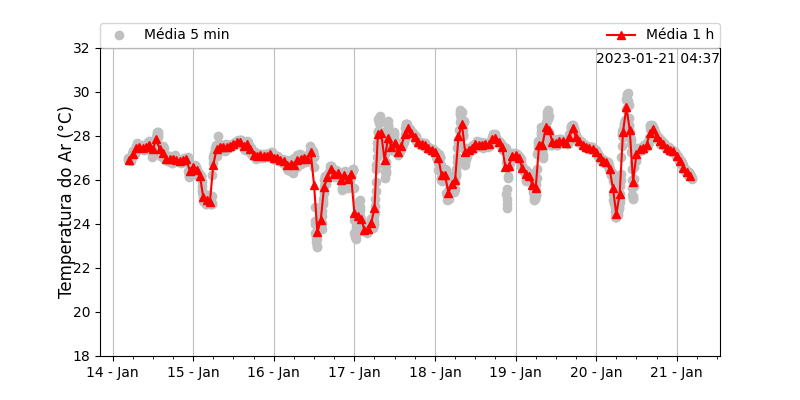 Média 5 min
Média 1 h
2023-01-21 04:37
Temperatura do Ar (°C)
32
30
28
26
24
22
20
18
14 - Jan
15 - Jan
16 - Jan
17 - Jan
18 - Jan
19 - Jan
20 - Jan
21 - Jan